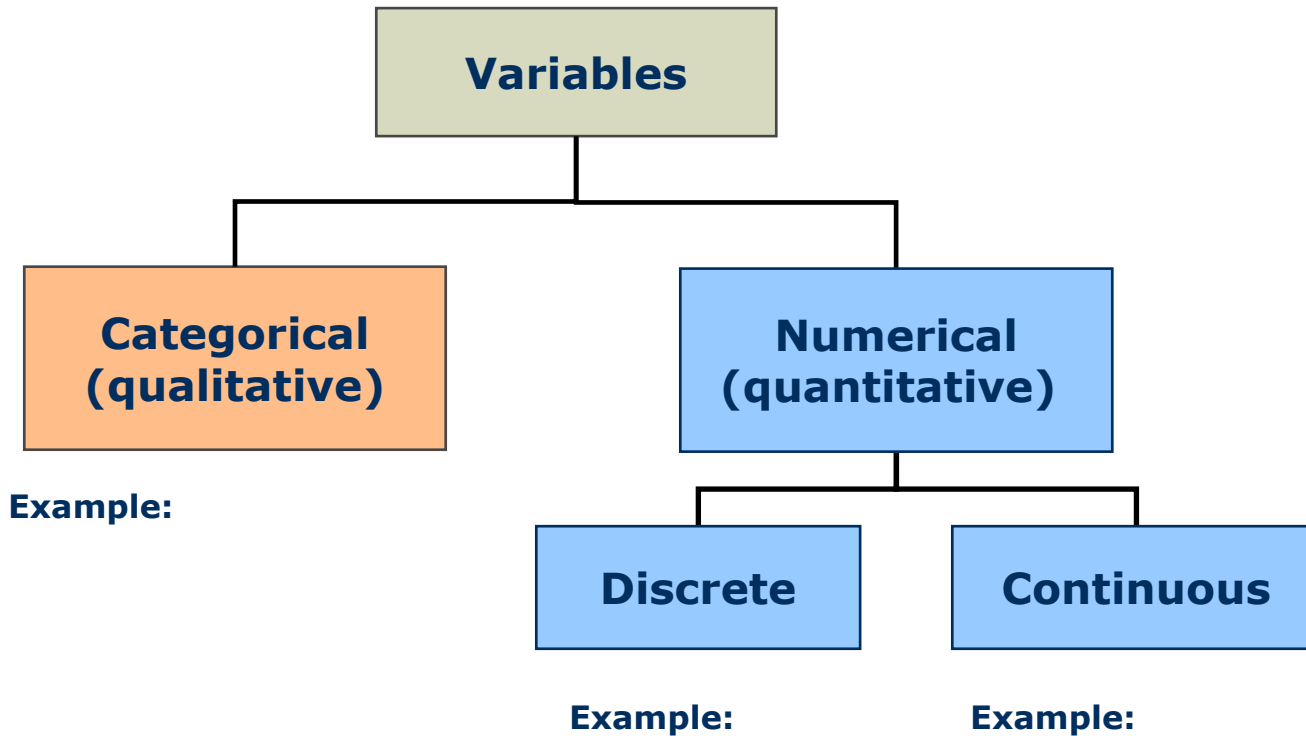 Variables
Categorical
(qualitative)
Numerical
(quantitative)
Example:
Discrete
Continuous
Example:
Example: